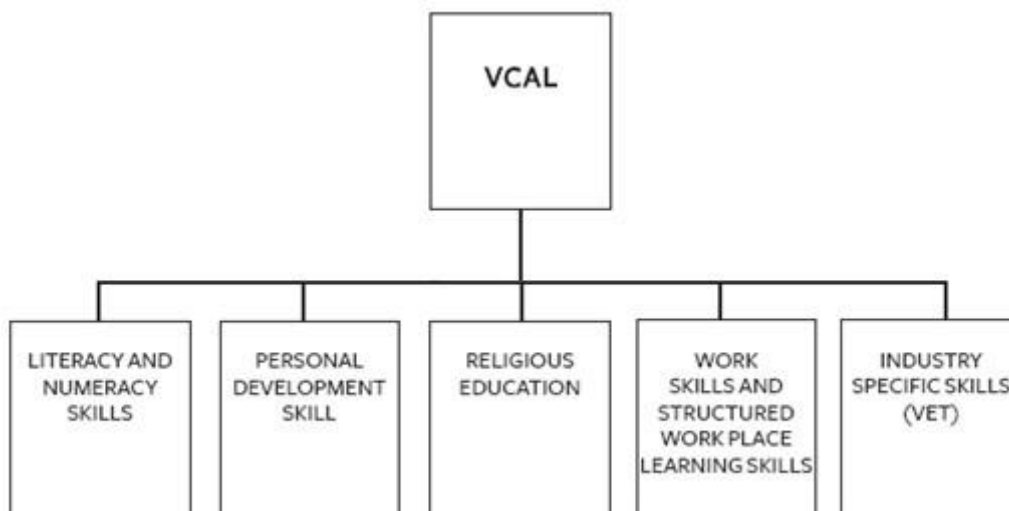 VCAL
LITERACY AND
NUMERACY
SKILLS
PERSONAL
DEVELOPMENT
SKILL
RELIGIOUS
EDUCATION
WORK
SKILLS AND
STRUCTURED
WORK PLACE
LEARNING SKILLS
INDUSTRY
SPECIFIC SKILLS
(VET)